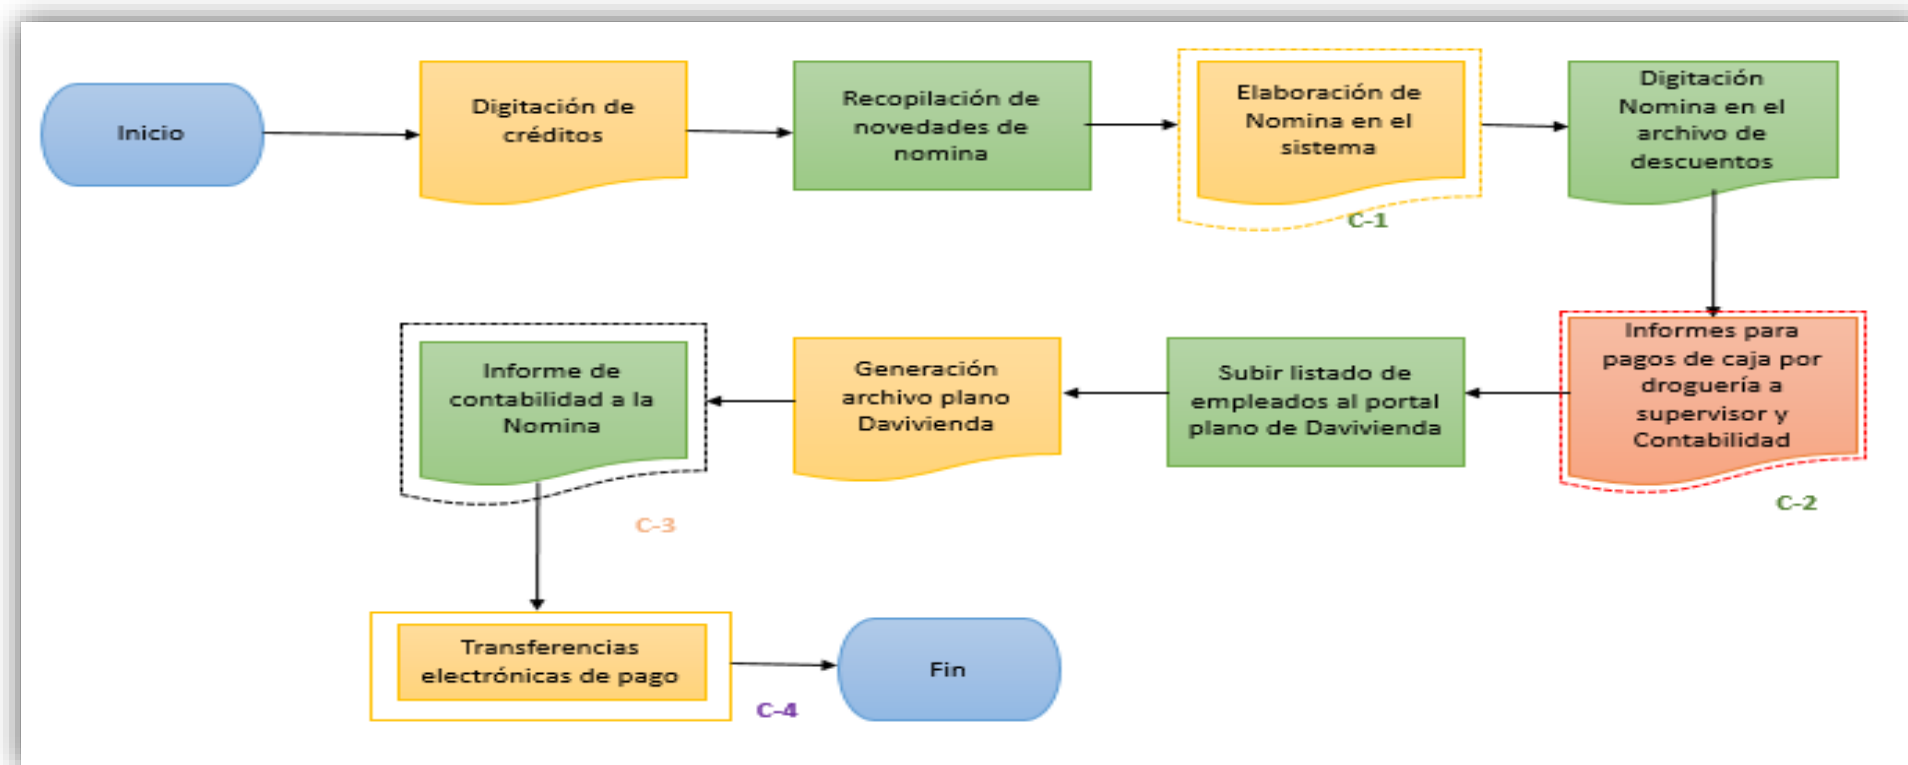 Inicio
Digitación de
créditos
Recopilación de
novedades de
nomina
Elaboración de
Nomina en el
sistema
C-1
Digitación
Nomina en el
archivo de
descuentos
Informes para
pagos de caja por
droguería a
supervisor y
Contabilidad
C-2
Subir listado de
empleados al portal
plano de Davivienda
Generación
archivo plano
Davivienda
Informe de
contabilidad a la
Nomina
C-3
Transferencias
electrónicas de pago
C-4
Fin